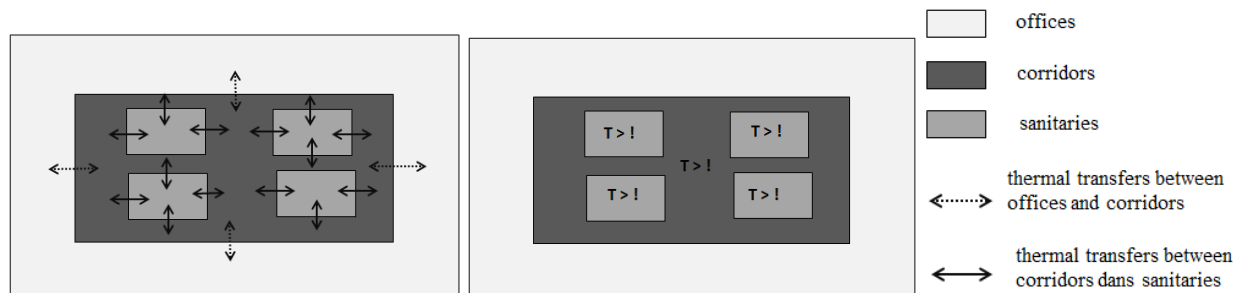 offices
corridors
sanitaries
T > !
T > !
T > !
T > !
T > !
thermal transfers between
offices and corridors
thermal transfers between
corridors dans sanitaries